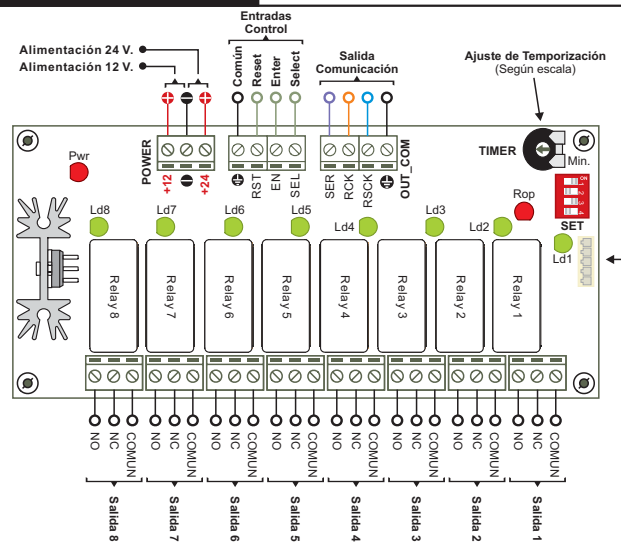 Entradas
Control
Alimentación 24 V.
Alimentación 12 V.
Común
Reset
Enter
Select
Salida
Comunicación
Ajuste de Temporización
(Según escala)
POWER
+12
+24
RST
EN
SEL
SER
RCK
RSCK
OUT_COM
TIMER
Min.
Pwr
Rop
ON
1
2
3
4
SET
Ld8
Ld7
Ld6
Ld5
Ld4
Ld3
Ld2
Ld1
Relay 8
Relay 7
Relay 6
Relay 5
Relay 4
Relay 3
Relay 2
Relay 1
NO
NC
COMUN
NO
NC
COMUN
NO
NC
COMUN
NO
NC
COMUN
NO
NC
COMUN
NO
NC
COMUN
NO
NC
COMUN
NO
NC
COMUN
Salida 8
Salida 7
Salida 6
Salida 5
Salida 4
Salida 3
Salida 2
Salida 1